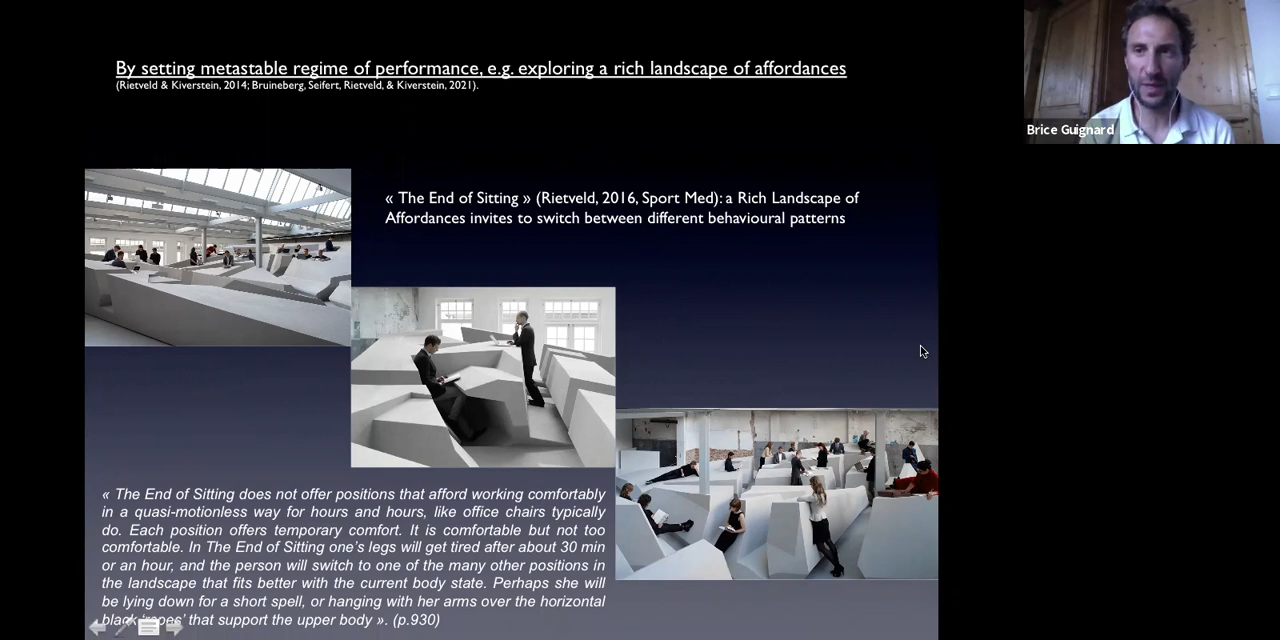 By setting metastable regime of performance, e.g. exploring a rich landscape of affordances
(Rietveld & Kiverstein, 2014; Bruineberg, Seifert, Rietveld, & Kiverstein, 2021).
Brice Guignard
« The End of Sitting » (Rietveld, 2016, Sport Med): a Rich Landscape of
Affordances invites to switch between different behavioural patterns
« The End of Sitting does not offer positions that afford working comfortably
in a quasi-motionless way for hours and hours, like office chairs typically
do. Each position offers temporary comfort. It is comfortable but not too
comfortable. In The End of Sitting one's legs will get tired after about 30 min
or an hour, and the person will switch to one of the many other positions in
the landscape that fits better with the current body state. Perhaps she will
be lying down for a short spell, or hanging with her arms over the horizontal
black 'ropes' that support the upper body ». (p.930)